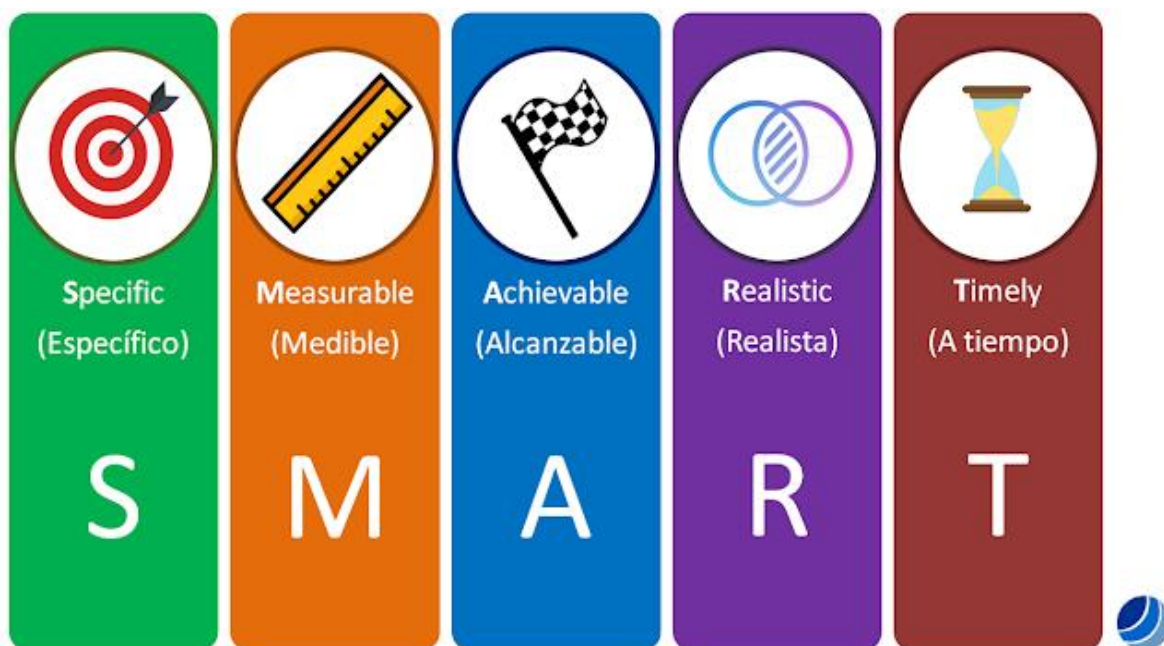 Specific
(Específico)
S
Measurable
(Medible)
M
Achievable
(Alcanzable)
A
Realistic
(Realista)
R
Timely
(A tiempo)
T